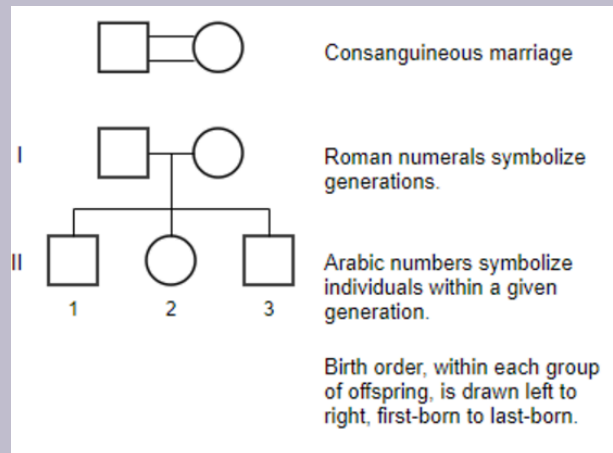 Consanguineous marriage
I
Roman numerals symbolize
generations.
II
Arabic numbers symbolize
individuals within a given
generation.
1 2 3
Birth order, within each group
of offspring, is drawn left to
right, first-born to last-born.